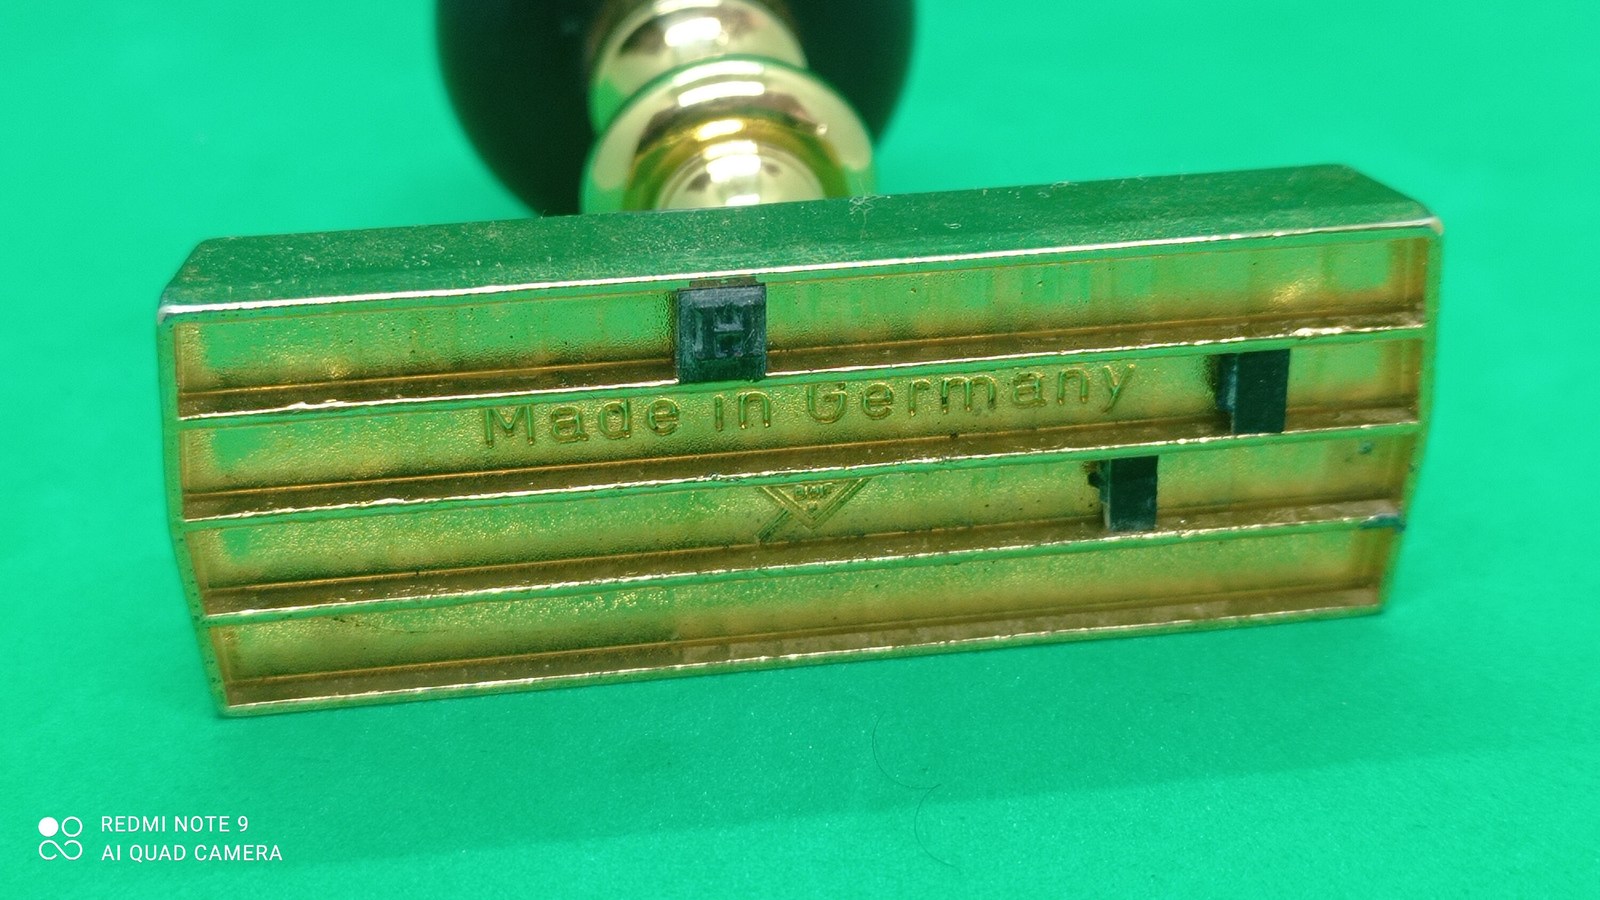 H
Made in Germany
REDMI NOTE 9
AI QUAD CAMERA